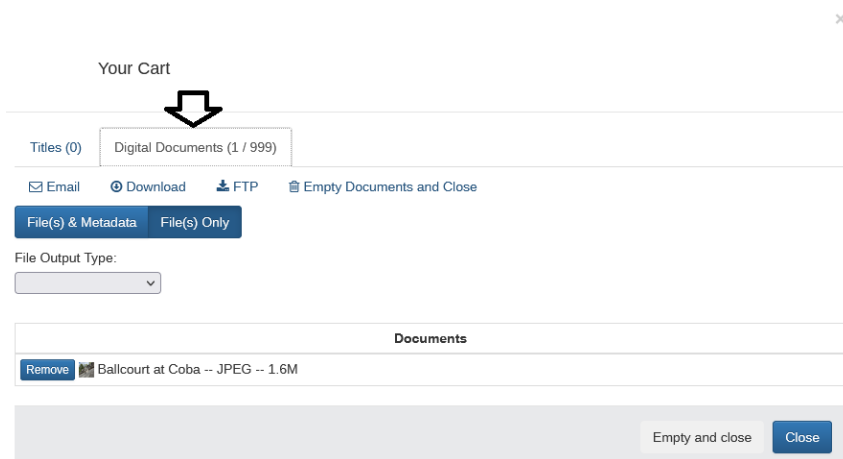 ×
Your Cart
Titles (0) Digital Documents (1 / 999)
Email Download FTP Empty Documents and Close
File(s) & Metadata File(s) Only
File Output Type:
Documents
Remove Ballcourt at Coba -- JPEG -- 1.6M
Empty and close Close